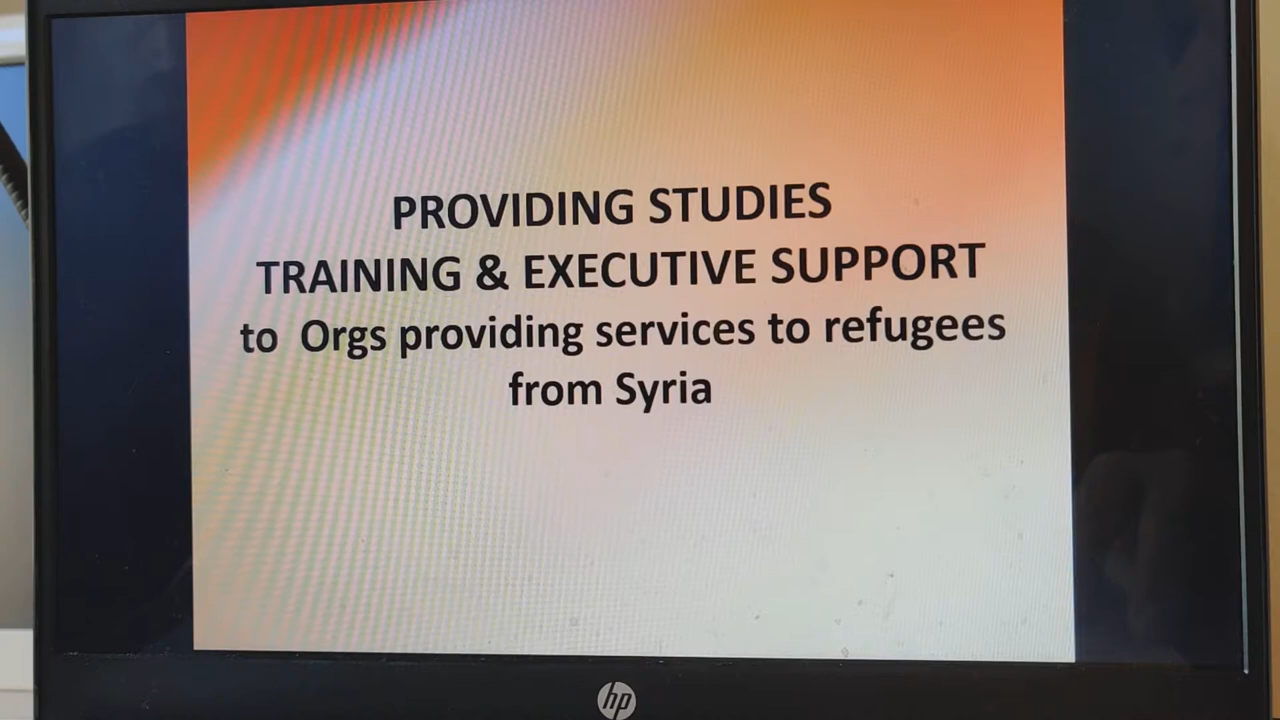 PROVIDING STUDIES
TRAINING & EXECUTIVE SUPPORT
to  Orgs providing services to refugees
from Syria
hp